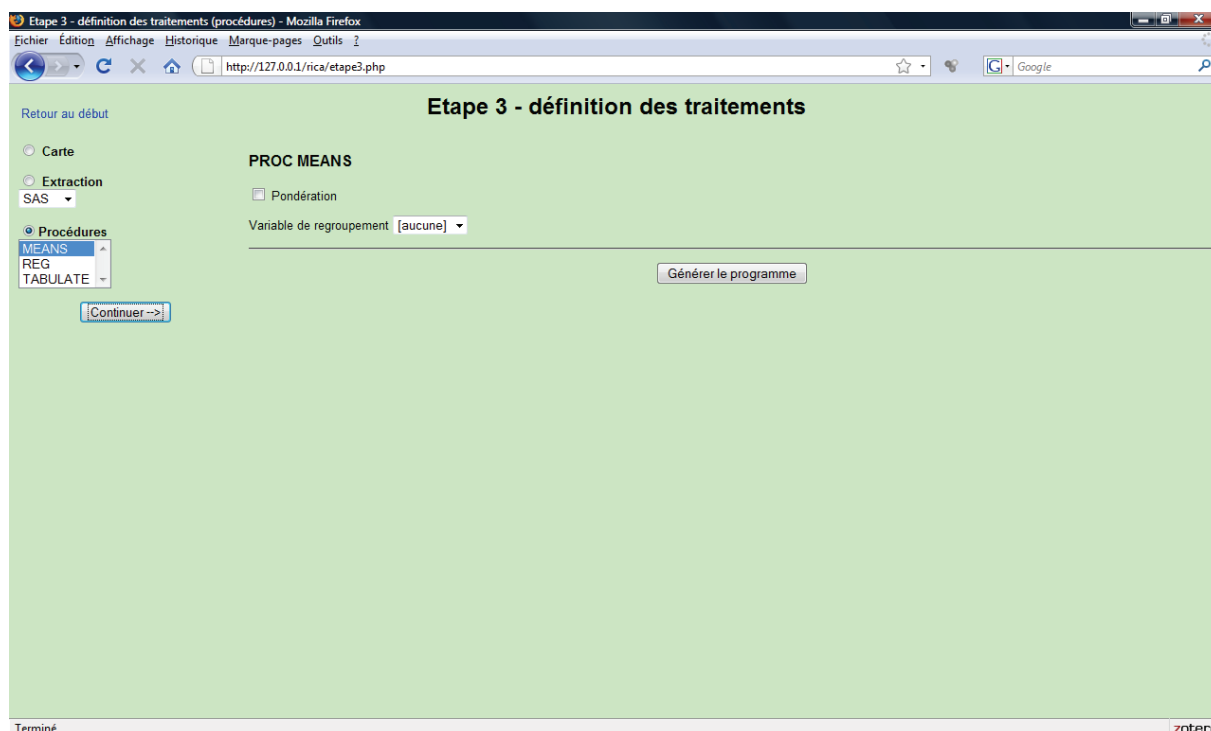 Etape 3 - définition des traitements (procédures) - Mozilla Firefox
Fichier Édition Affichage Historique Marque-pages Outils ?
http://127.0.0.1/rica/etape3.php
G Google
Retour au début
Etape 3 - définition des traitements
Carte
Extraction
SAS
Procédures
MEANS
REG
TABULATE
Continuer -->
PROC MEANS
Pondération
Variable de regroupement [aucune]
Générer le programme
Terminé
zoter